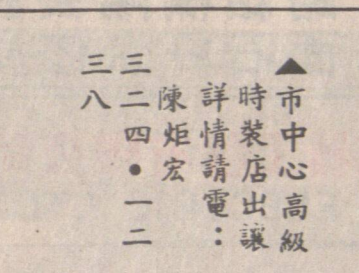 ▲市中心高級
時裝店出讓
詳情請電：
陳炬宏
三二四•一二
三八